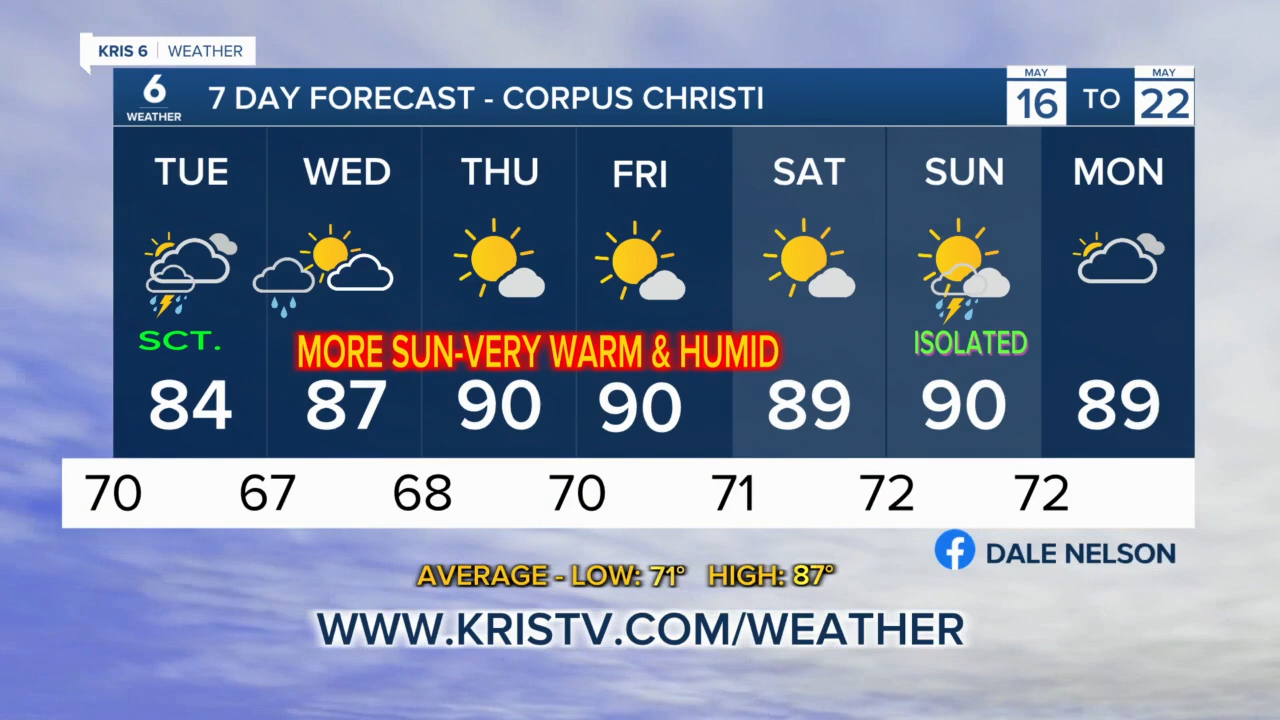 KRIS 6 | WEATHER
6
WEATHER
7 DAY FORECAST - CORPUS CHRISTI
MAY
16
TO
MAY
22
TUE WED THU FRI SAT SUN MON
SCT.
MORE SUN-VERY WARM & HUMID
ISOLATED
84 87 90 90 89 90 89
70 67 68 70 71 72 72
f DALE NELSON
AVERAGE - LOW: 71° HIGH: 87°
WWW.KRISTV.COM/WEATHER